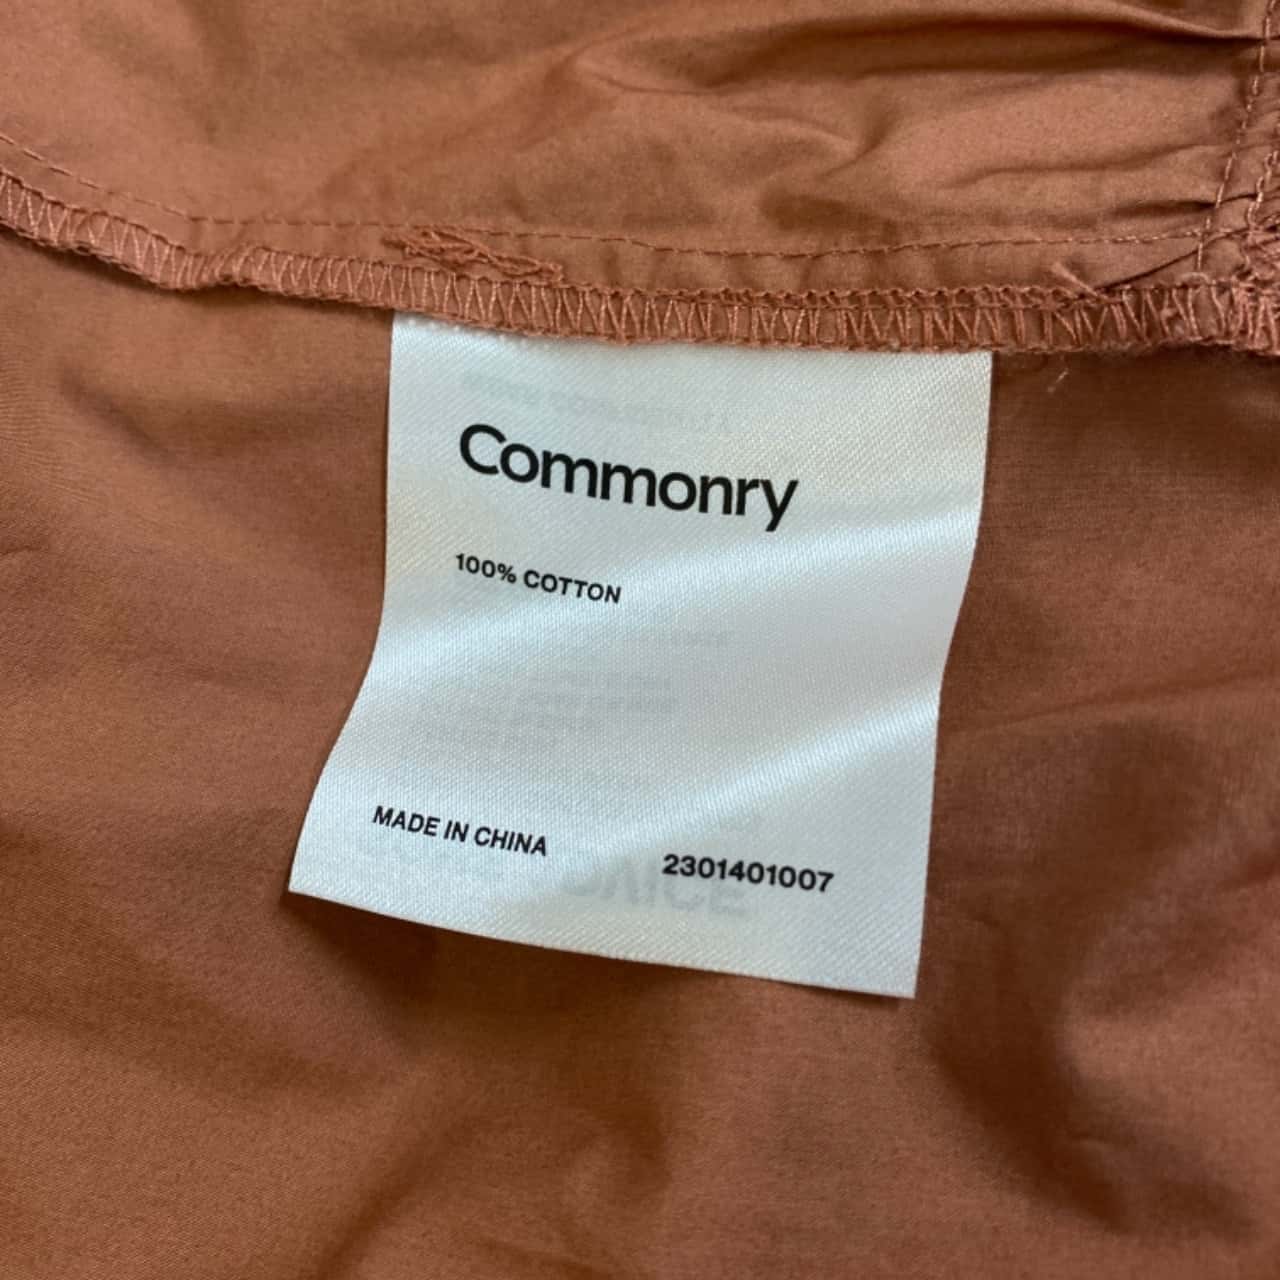 Commonry
100% COTTON
MADE IN CHINA
2301401007